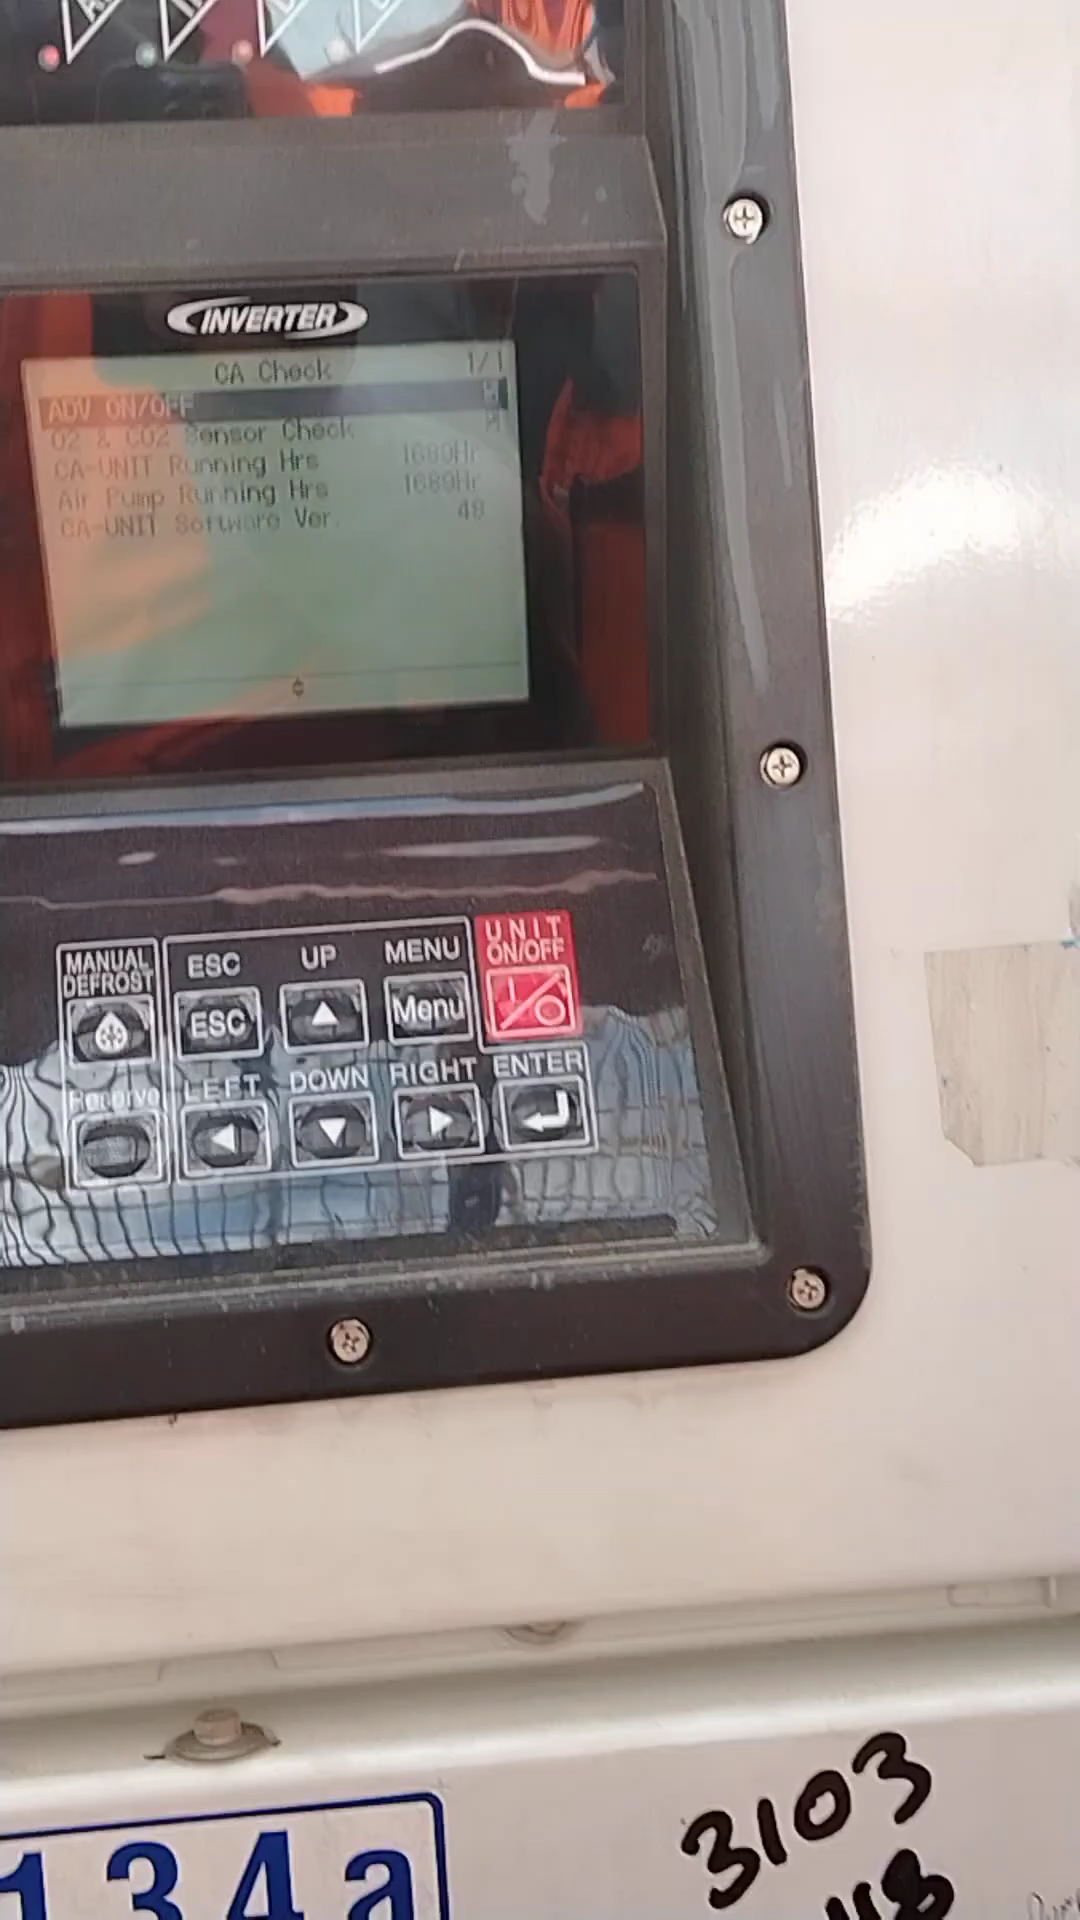 INVERTER
CA Check 1/1
ADV ON/OFF
O2 & CO2 Sensor Check
CA-UNIT Running Hrs 1689Hr
Air Pump Running Hrs 1689Hr
CA-UNIT Software Ver. 48
MANUAL DEFROST ESC UP MENU UNIT ON/OFF
ESC Menu
Reserve LEFT DOWN RIGHT ENTER
134a
3103